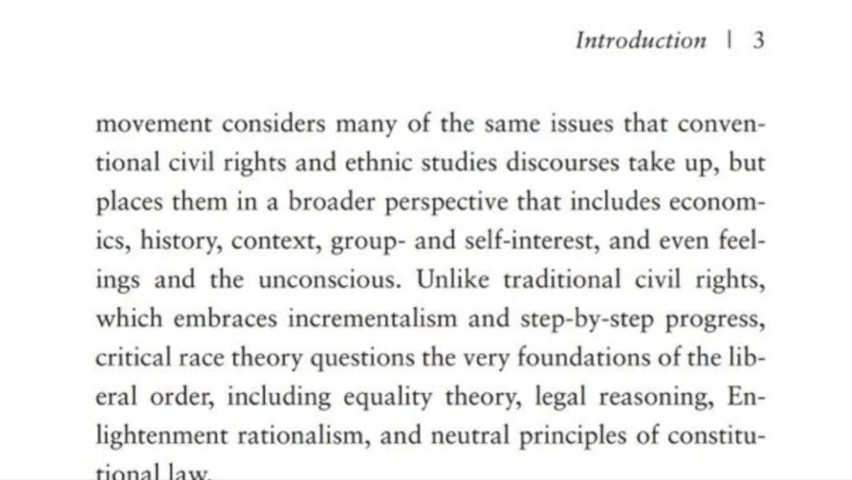 Introduction | 3
movement considers many of the same issues that conven-
tional civil rights and ethnic studies discourses take up, but
places them in a broader perspective that includes econom-
ics, history, context, group- and self-interest, and even feel-
ings and the unconscious. Unlike traditional civil rights,
which embraces incrementalism and step-by-step progress,
critical race theory questions the very foundations of the lib-
eral order, including equality theory, legal reasoning, En-
lightenment rationalism, and neutral principles of constitu-
tional law.